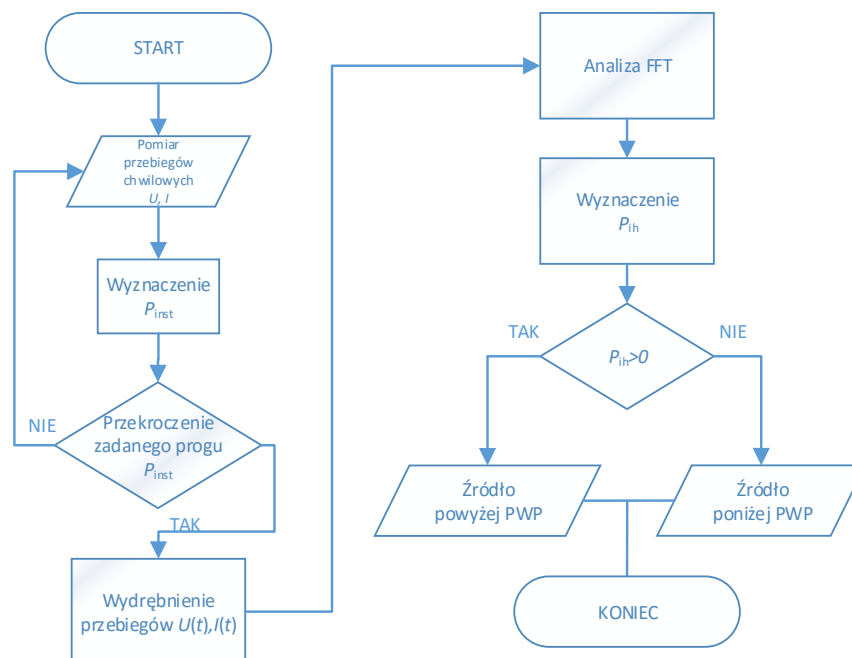 START
Pomiar
przebiegów
chwilowych
U, I
Wyznaczenie
Pinst
NIE
Przekroczenie
zadanego progu
Pinst
TAK
Wydrębnienie
przebiegów U(t),I(t)
Analiza FFT
Wyznaczenie
Pih
TAK
NIE
Pih>0
Źródło
powyżej PWP
Źródło
poniżej PWP
KONIEC